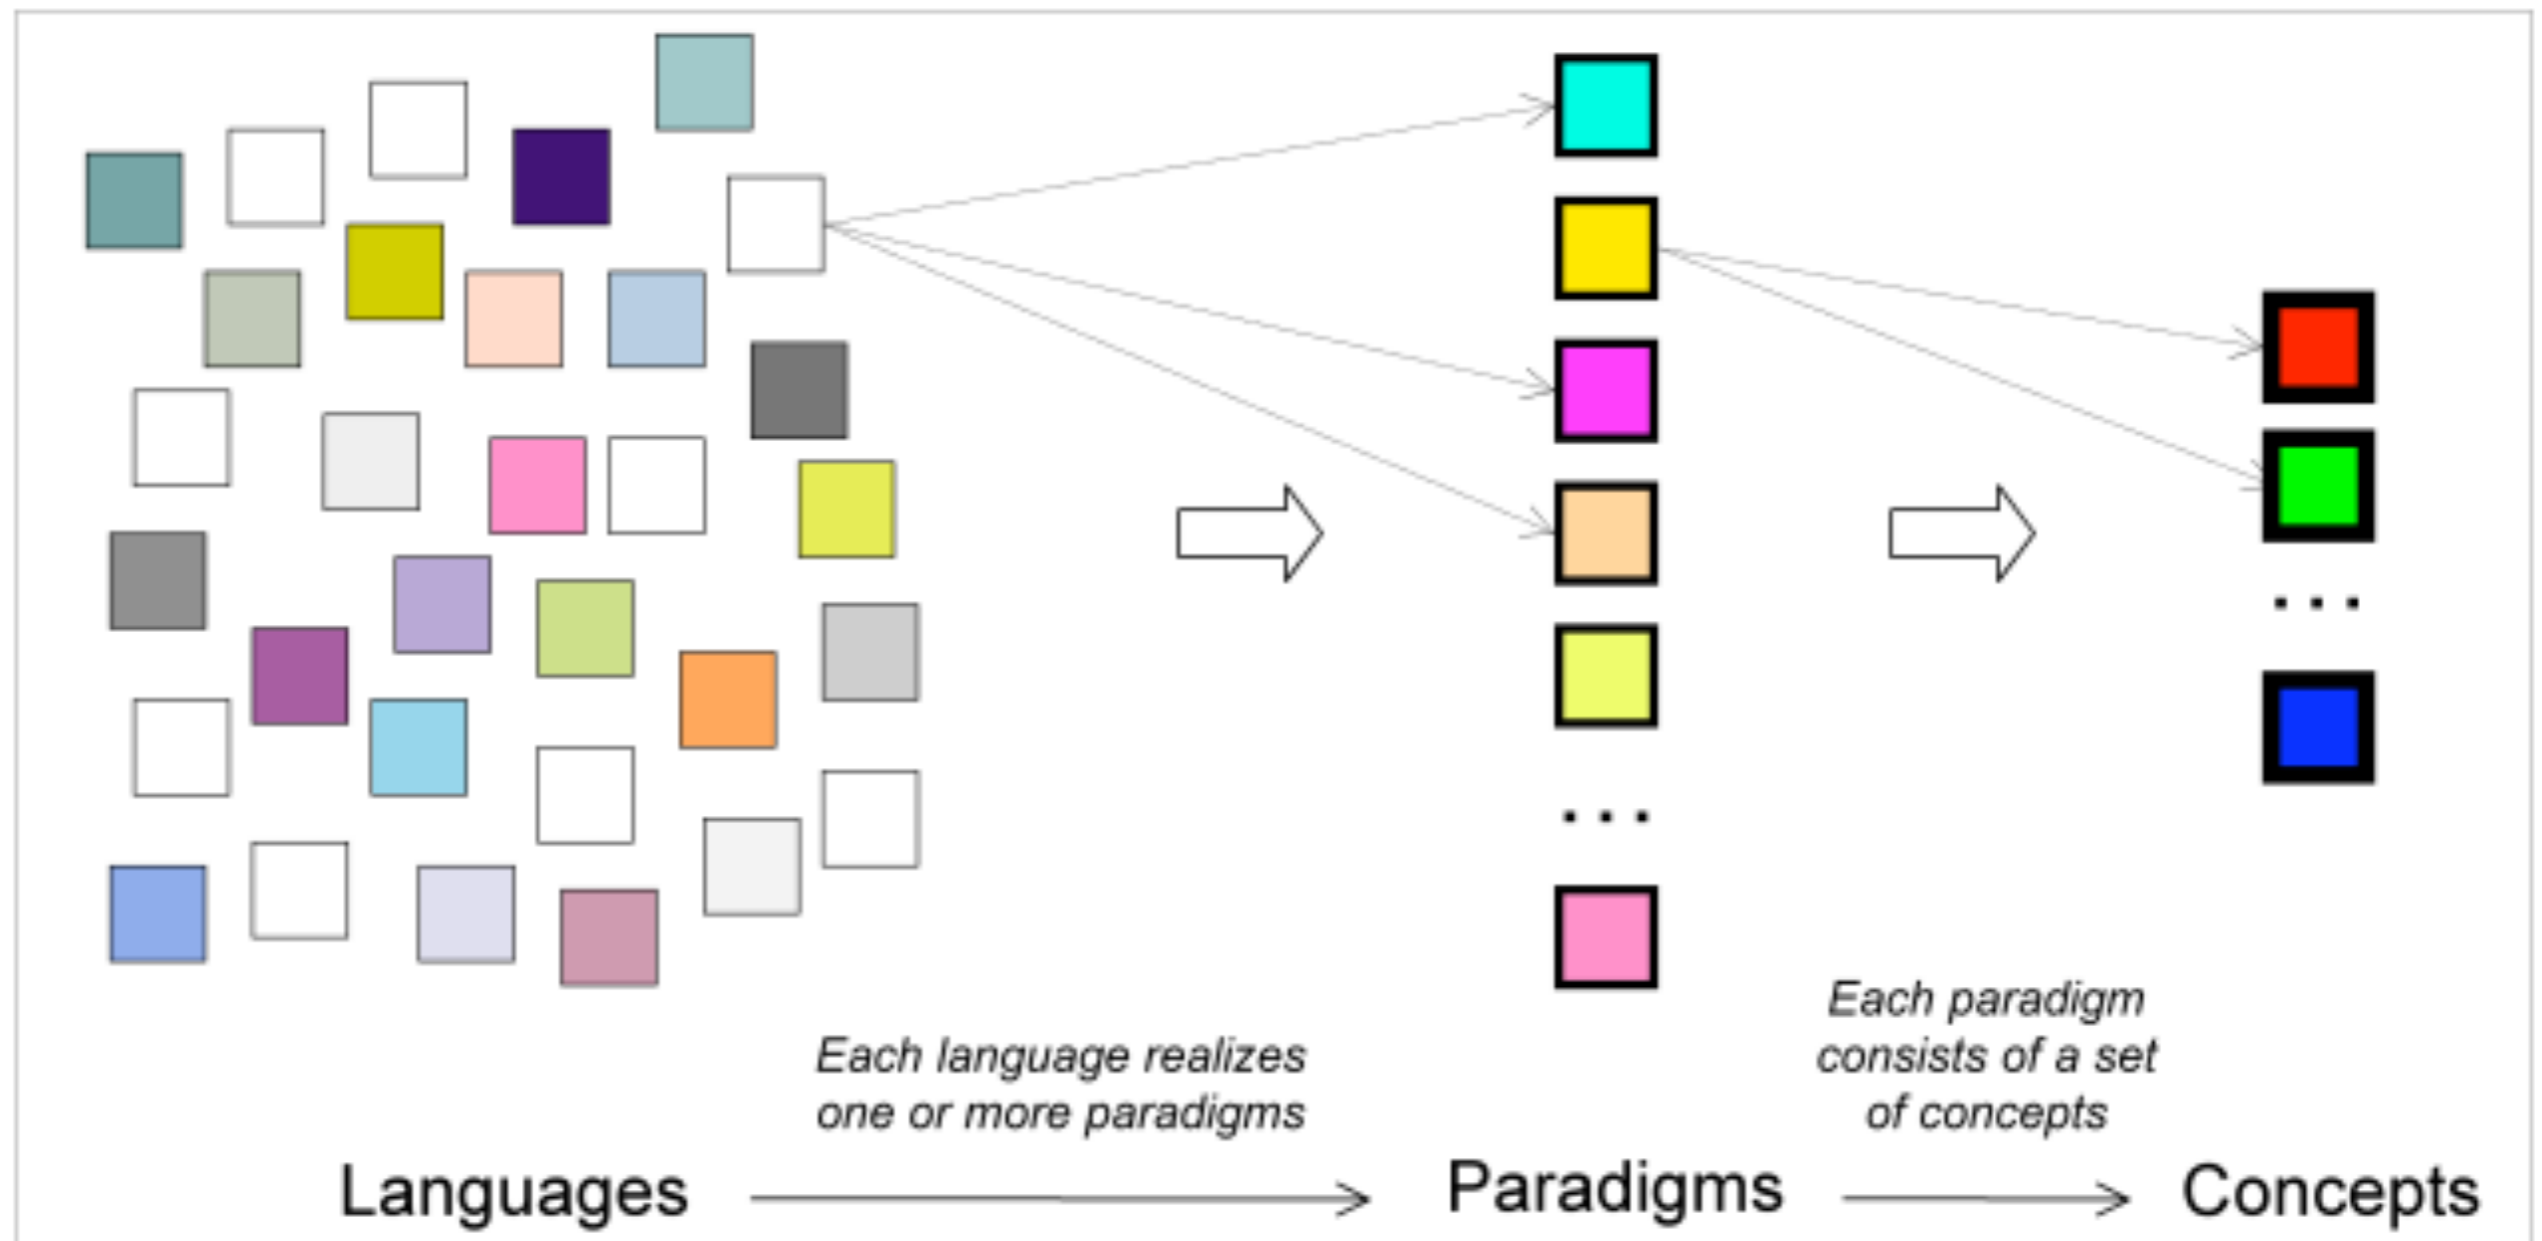 ...
...
Each language realizes
one or more paradigms
Each paradigm
consists of a set
of concepts
Languages
Paradigms
Concepts